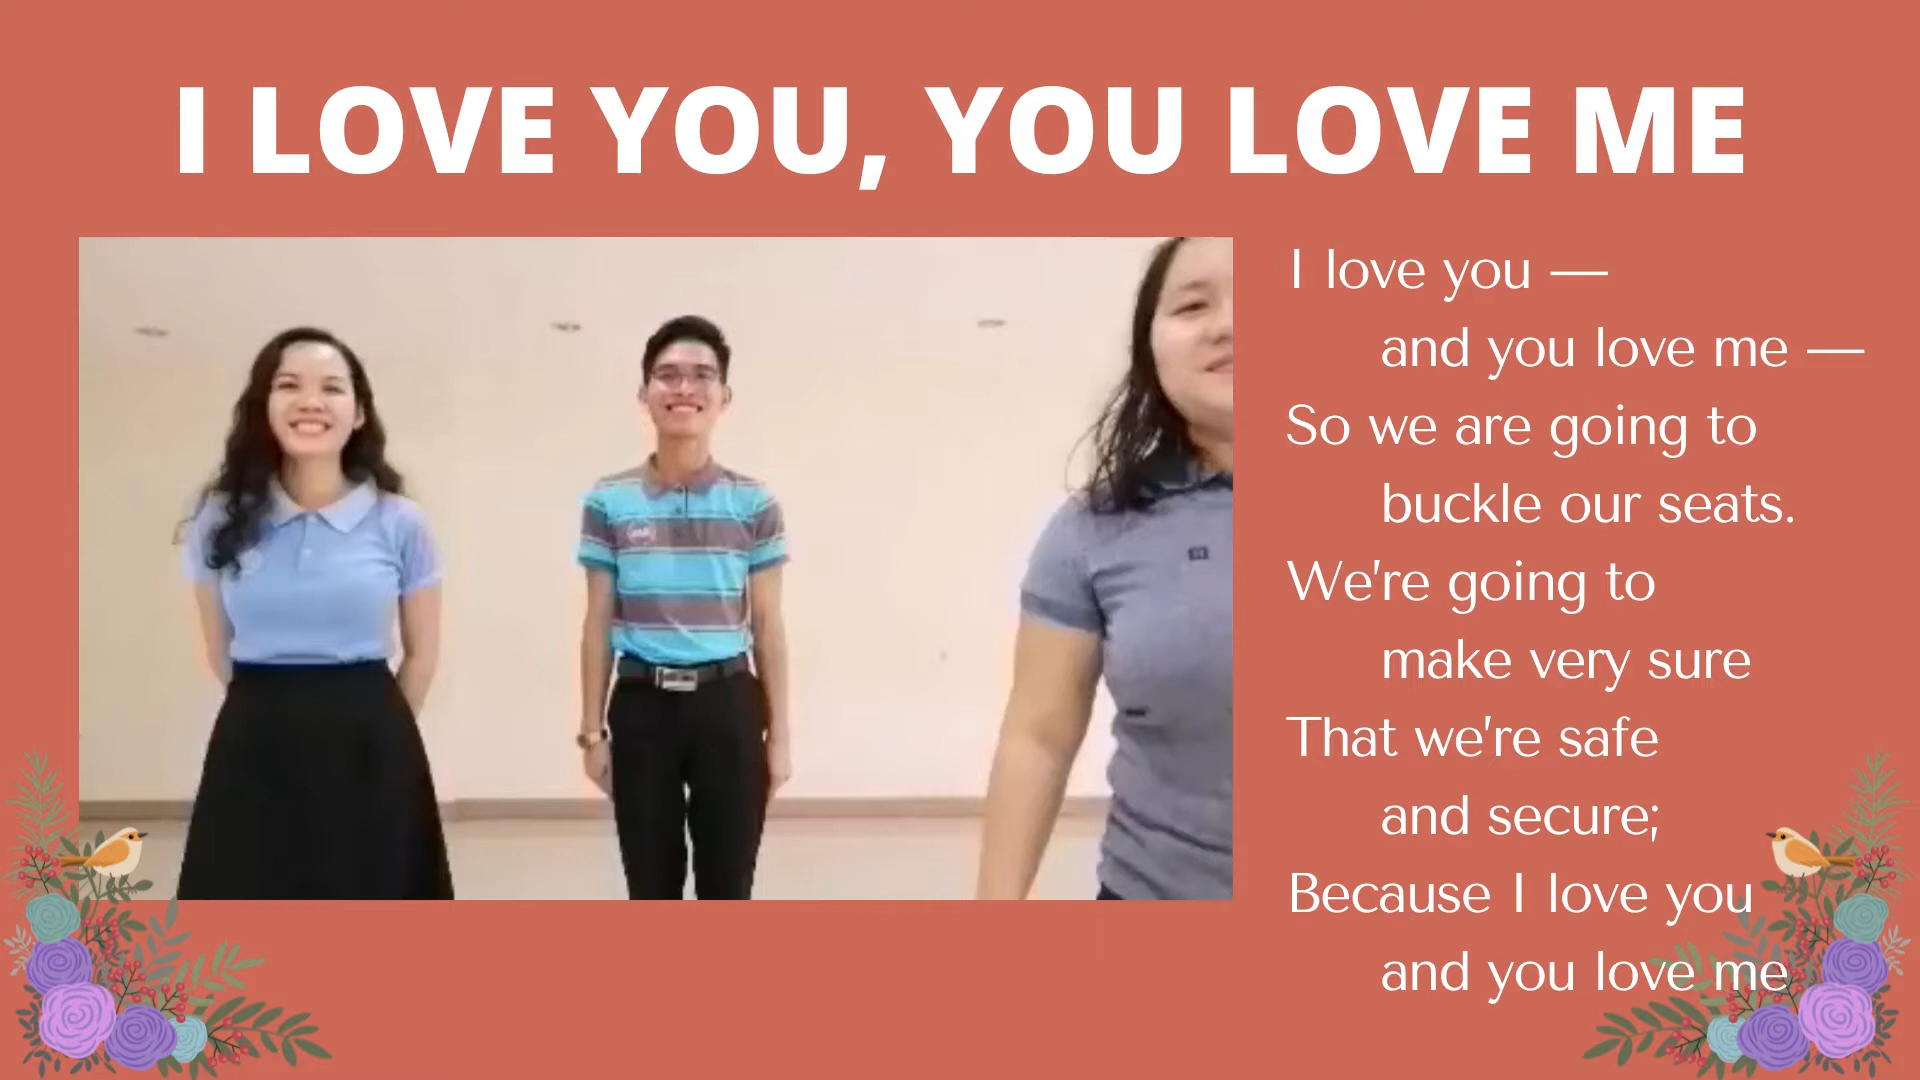 I LOVE YOU, YOU LOVE ME
I love you —
and you love me —
So we are going to
buckle our seats.
We're going to
make very sure
That we're safe
and secure;
Because I love you
and you love me